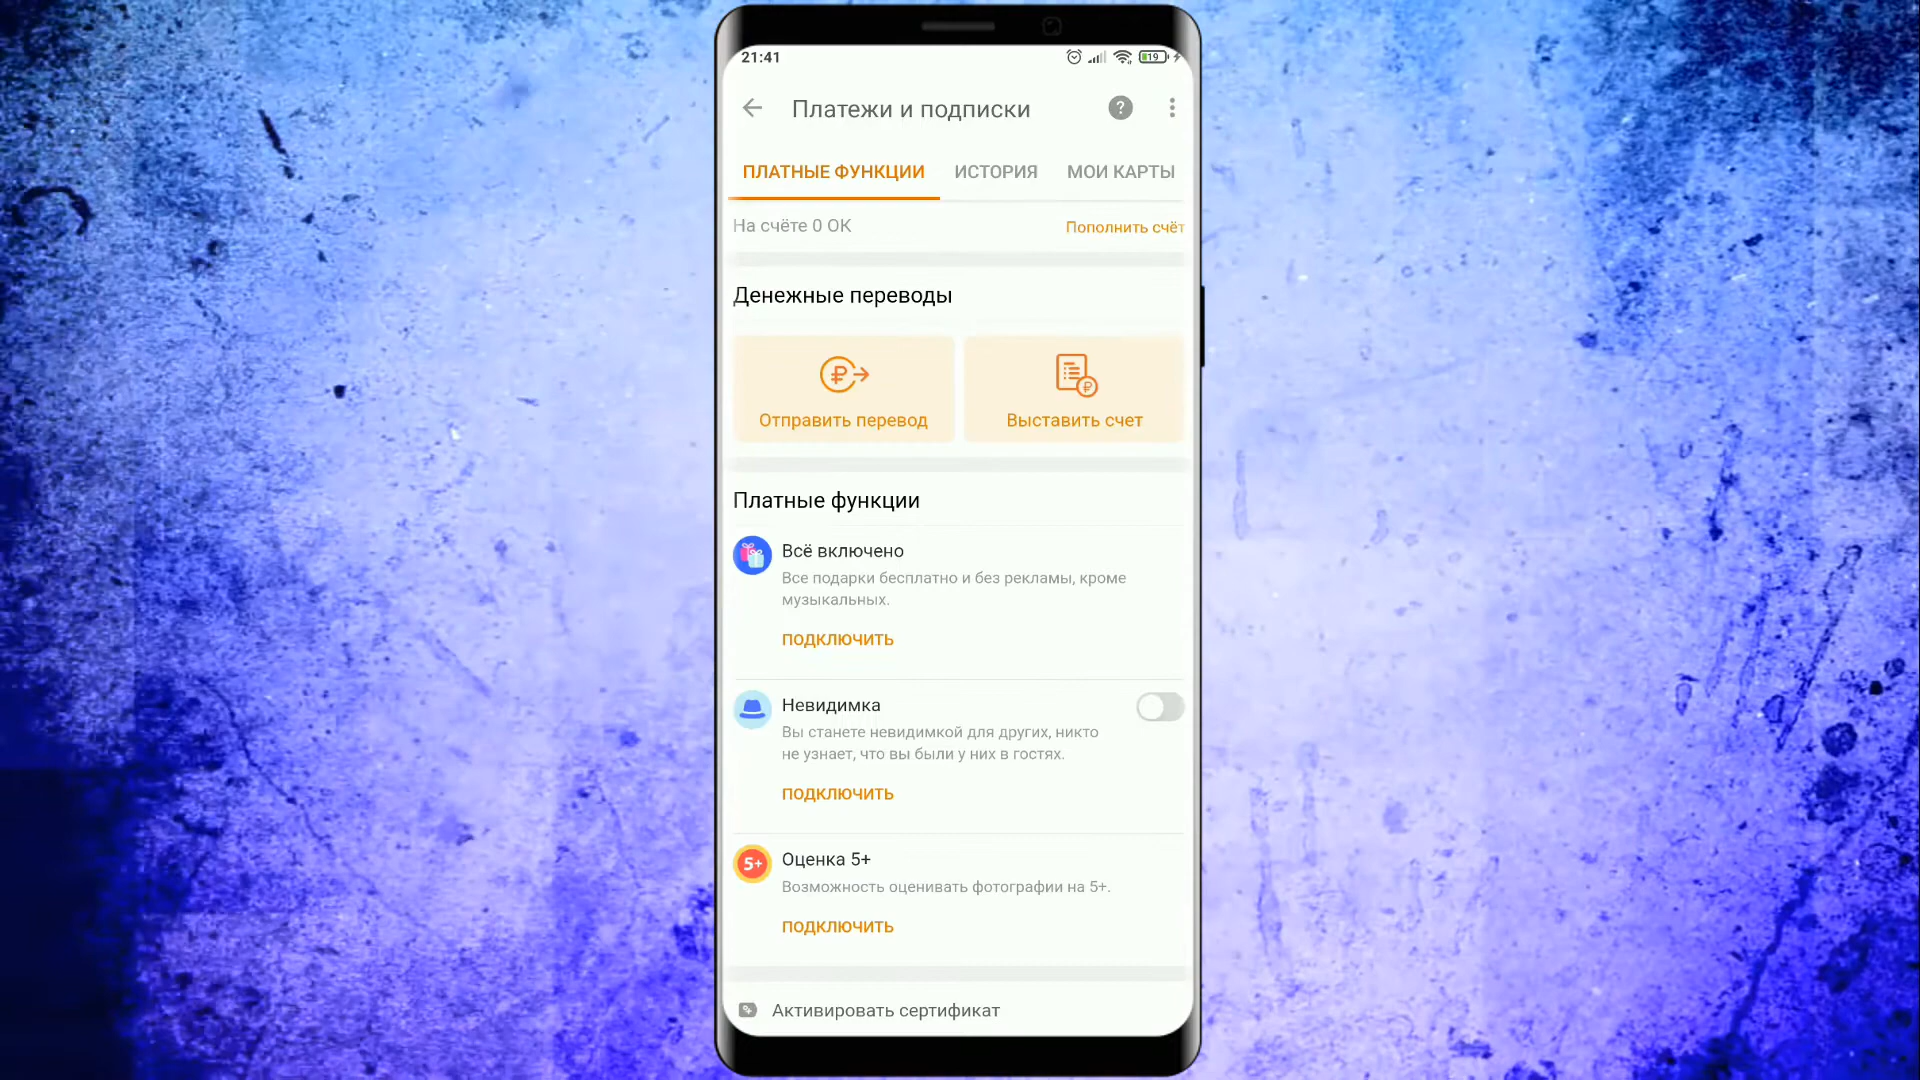 21:41
19
Платежи и подписки
?
ПЛАТНЫЕ ФУНКЦИИ
ИСТОРИЯ
МОИ КАРТЫ
На счёте 0 ОК
Пополнить счёт
Денежные переводы
₽
₽
Отправить перевод
Выставить счет
Платные функции
Всё включено
Все подарки бесплатно и без рекламы, кроме
музыкальных.
ПОДКЛЮЧИТЬ
Невидимка
Вы станете невидимкой для других, никто
не узнает, что вы были у них в гостях.
ПОДКЛЮЧИТЬ
5+
Оценка 5+
Возможность оценивать фотографии на 5+.
ПОДКЛЮЧИТЬ
Активировать сертификат